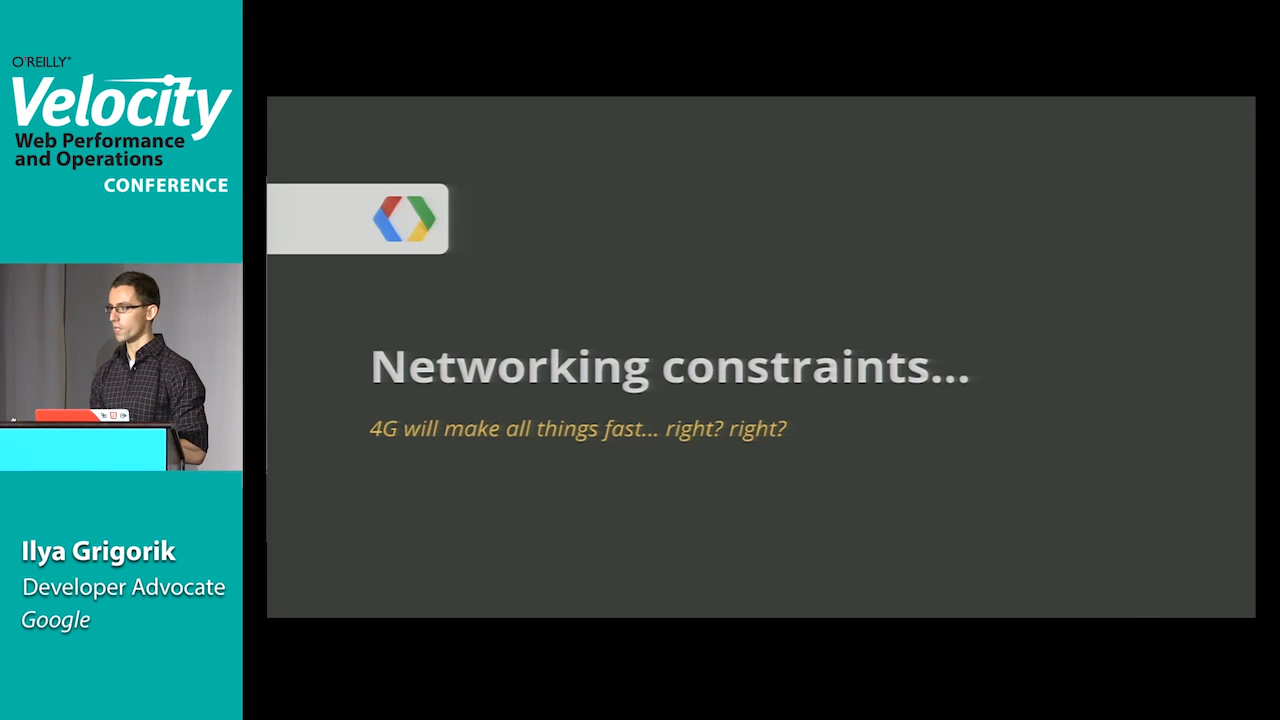 O'REILLY®
Velocity
Web Performance
and Operations
CONFERENCE
Networking constraints...
4G will make all things fast... right? right?
Ilya Grigorik
Developer Advocate
Google